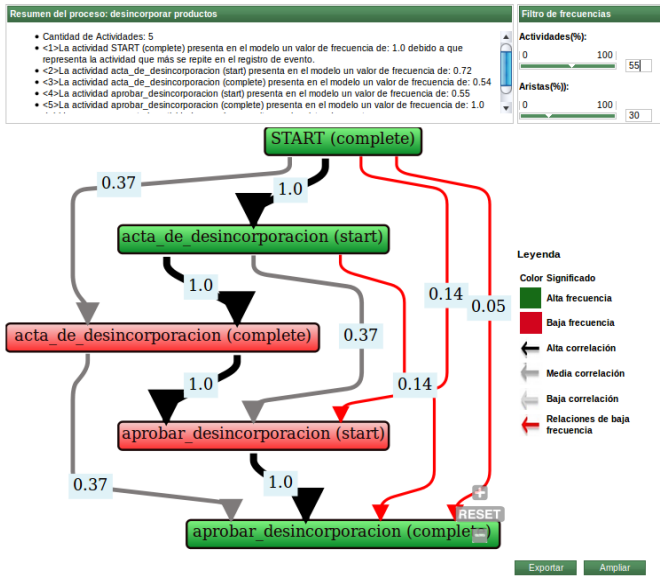 Resumen del proceso: desincorporar productos
Cantidad de Actividades: 5
<1>La actividad START (complete) presenta en el modelo un valor de frecuencia de: 1.0 debido a que
representa la actividad que más se repite en el registro de evento.
<2>La actividad acta_de_desincorporacion (start) presenta en el modelo un valor de frecuencia de: 0.72
<3>La actividad acta_de_desincorporacion (complete) presenta en el modelo un valor de frecuencia de: 0.54
<4>La actividad aprobar_desincorporacion (start) presenta en el modelo un valor de frecuencia de: 0.55
<5>La actividad aprobar_desincorporacion (complete) presenta en el modelo un valor de frecuencia de: 1.0
Filtro de frecuencias
Actividades(%):
0 100
55
Aristas(%)):
0 100
30
START (complete)
0.37
1.0
acta_de_desincorporacion (start)
1.0
0.14
0.05
acta_de_desincorporacion (complete)
0.37
1.0
0.14
aprobar_desincorporacion (start)
0.37
1.0
RESET
aprobar_desincorporacion (complete)
Leyenda
Color Significado
Alta frecuencia
Baja frecuencia
Alta correlación
Media correlación
Baja correlación
Relaciones de baja
frecuencia
Exportar
Ampliar